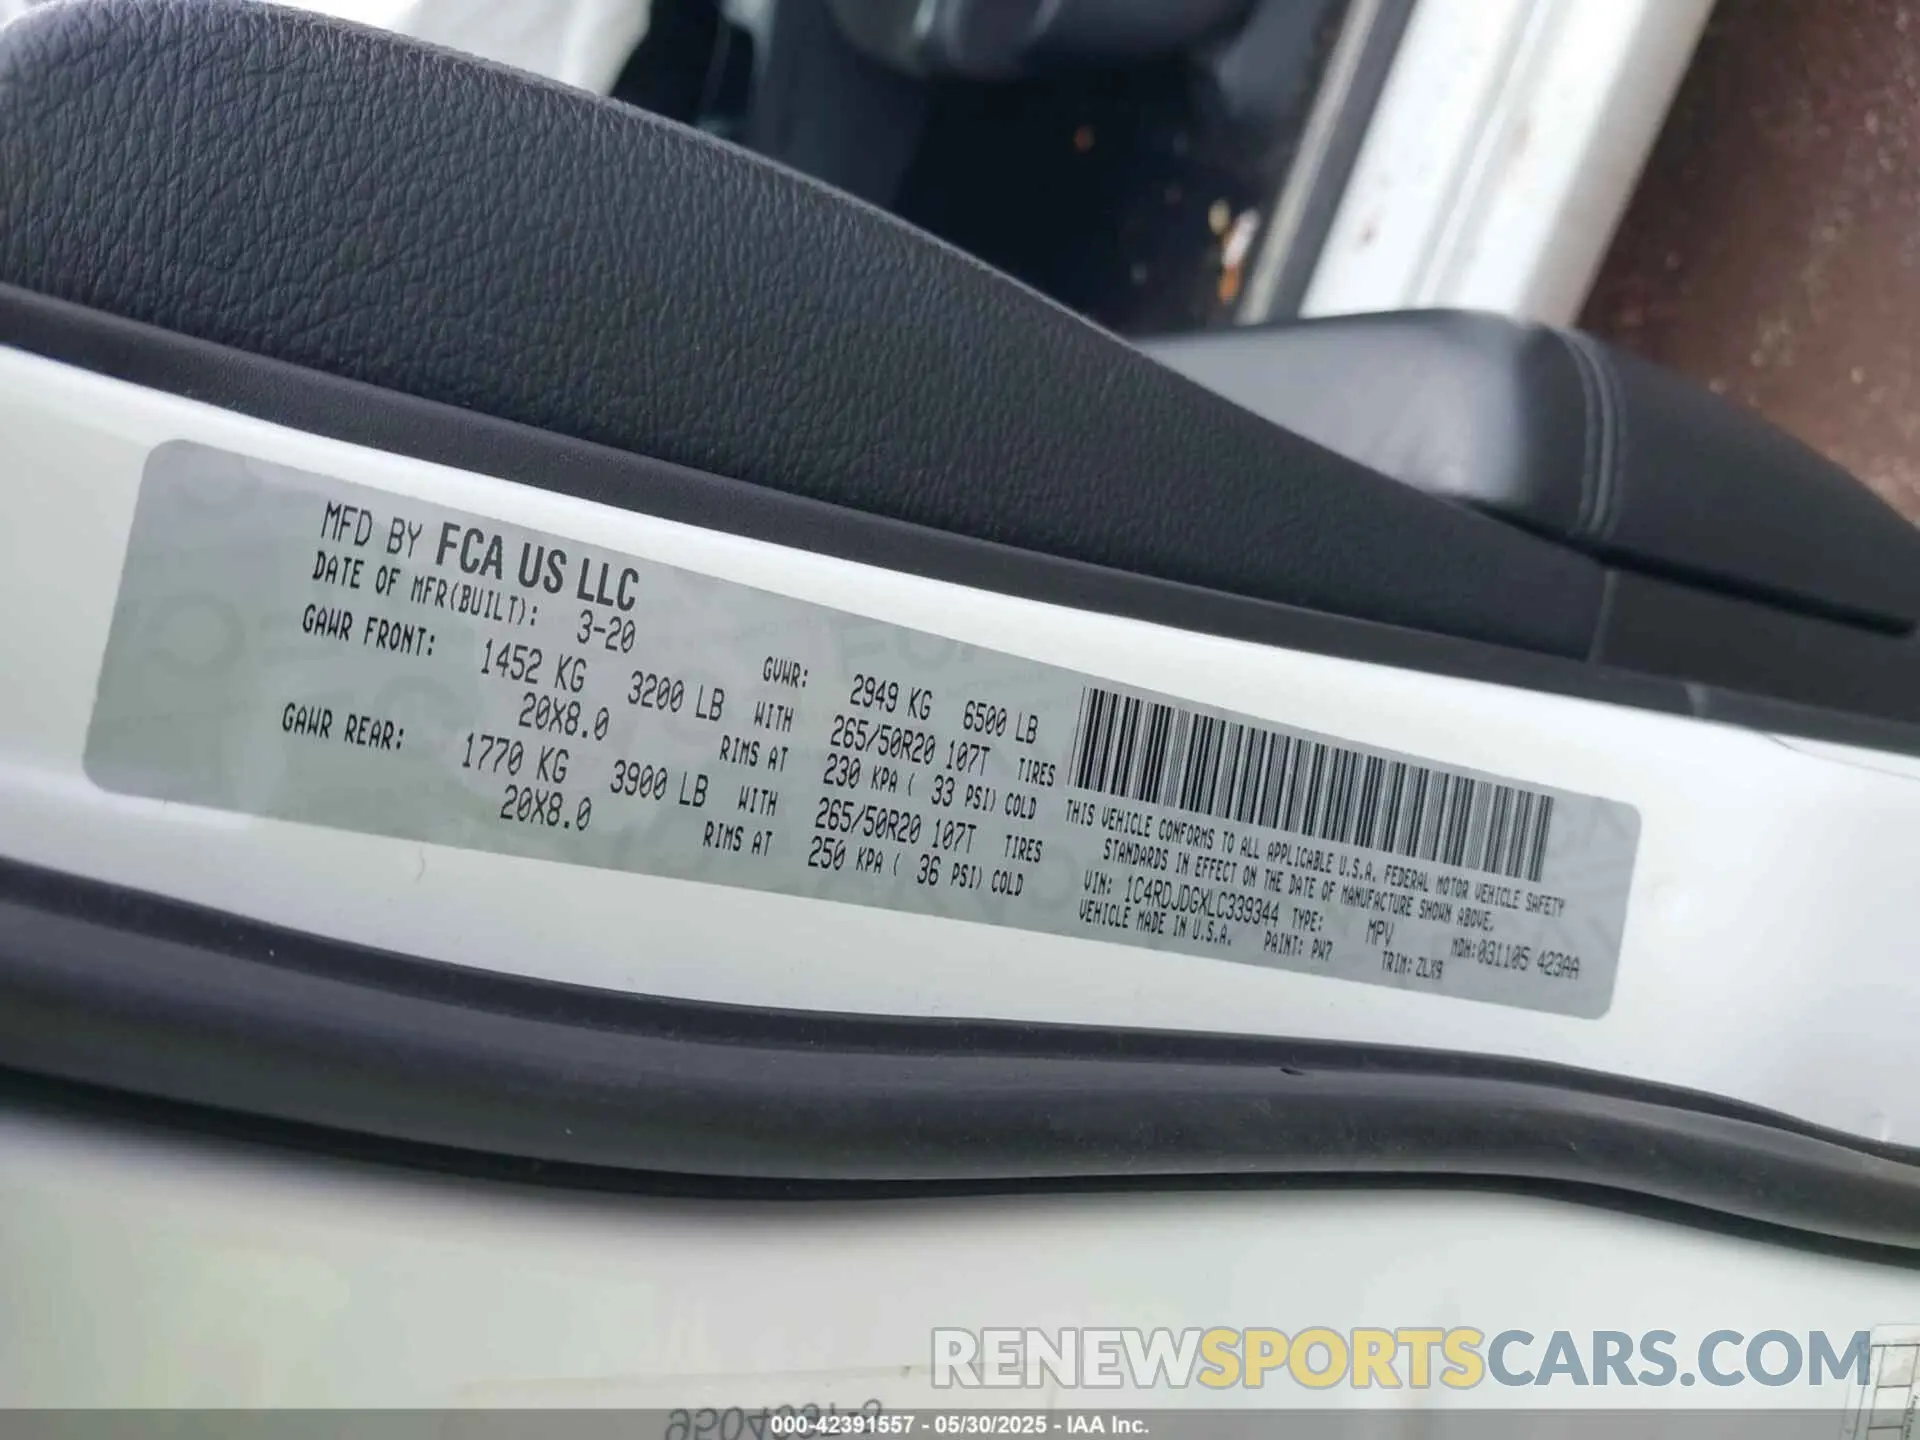 MFD BY FCA US LLC
DATE OF MFR(BUILT): 3-20 GVWR: 2949 KG 6500 LB
GAWR FRONT: 1452 KG 3200 LB WITH 265/50R20 107T TIRES
20X8.0 RIMS AT 230 KPA ( 33 PSI) COLD
GAWR REAR: 1770 KG 3900 LB WITH 265/50R20 107T TIRES
20X8.0 RIMS AT 250 KPA ( 36 PSI) COLD
THIS VEHICLE CONFORMS TO ALL APPLICABLE U.S.A. FEDERAL MOTOR VEHICLE SAFETY
STANDARDS IN EFFECT ON THE DATE OF MANUFACTURE SHOWN ABOVE.
VIN: 1C4RDJDGXLC339344 TYPE: MPV MDH:031105 423AA
VEHICLE MADE IN U.S.A. PAINT: PW7 TRIM: ZLX9
RENEWSPORTSCARS.COM
000-42391557 - 05/30/2025 - IAA Inc.